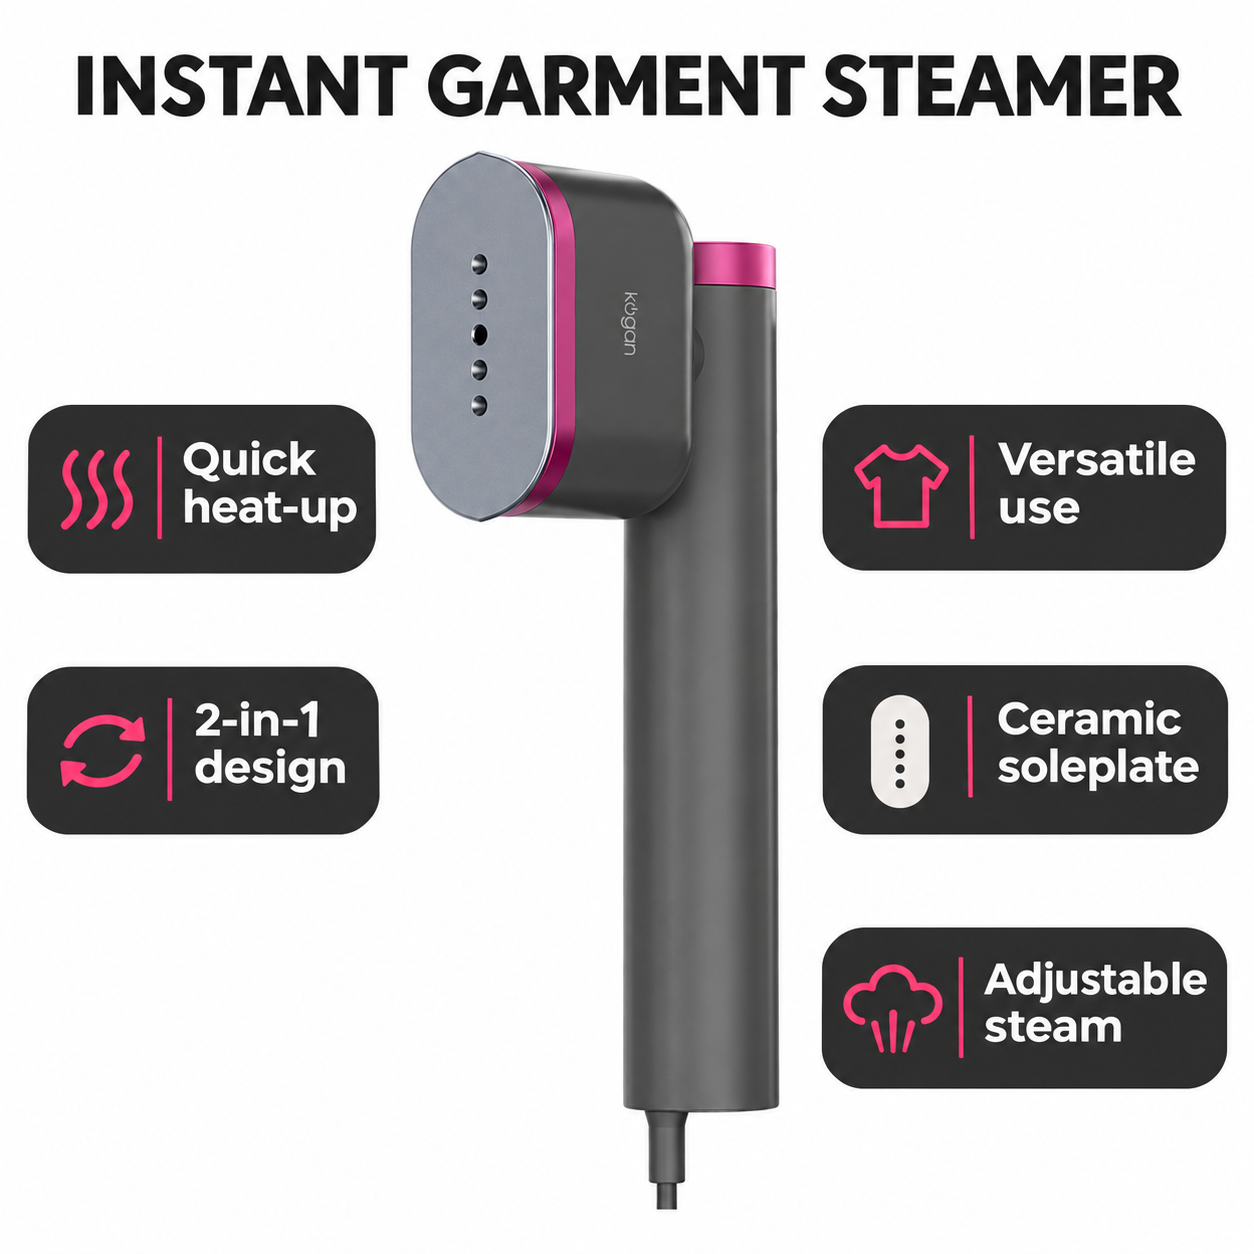 INSTANT GARMENT STEAMER
kogan
Quick
heat-up
2-in-1
design
Versatile
use
Ceramic
soleplate
Adjustable
steam